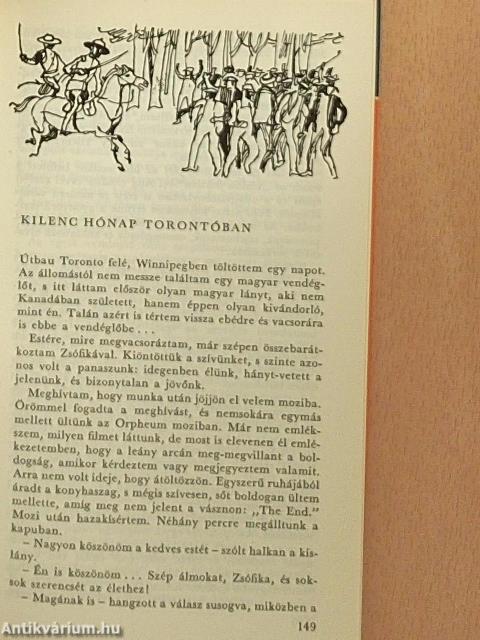 KILENC HÓNAP TORONTÓBAN
Útbau Toronto felé, Winnipegben töltöttem egy napot.
Az állomástól nem messze találtam egy magyar vendég-
lőt, s itt láttam először olyan magyar lányt, aki nem
Kanadában született, hanem éppen olyan kivándorló,
mint én. Talán azért is tértem vissza ebédre és vacsorára
is ebbe a vendéglőbe . . .
Estére, mire megvacsoráztam, már szépen összebarát-
koztam Zsófikával. Kiöntöttük a szívünket, s szinte azo-
nos volt a panaszunk: idegenben élünk, hányt-vetett a
jelenünk, és bizonytalan a jövőnk.
Meghívtam, hogy munka után jöjjön el velem moziba.
Örömmel fogadta a meghívást, és nemsokára egymás
mellett ültünk az Orpheum moziban. Már nem emlék-
szem, milyen filmet láttunk, de most is elevenen él emlé-
kezetemben, hogy a leány arcán meg-megvillant a bol-
dogság, amikor kérdeztem vagy megjegyeztem valamit.
Arra nem volt ideje, hogy átöltözzön. Egyszerű ruhájából
áradt a konyhaszag, s mégis szívesen, sőt boldogan ültem
mellette, amíg meg nem jelent a vásznon: „The End."
Mozi után hazakísértem. Néhány percre megálltunk a
kapuban.
– Nagyon köszönöm a kedves estét – szólt halkan a kis-
lány.
– Én is köszönöm . . . Szép álmokat, Zsófika, és sok-
sok szerencsét az élethez!
– Magának is – hangzott a válasz susogva, miközben a
149
Antikvárium.hu